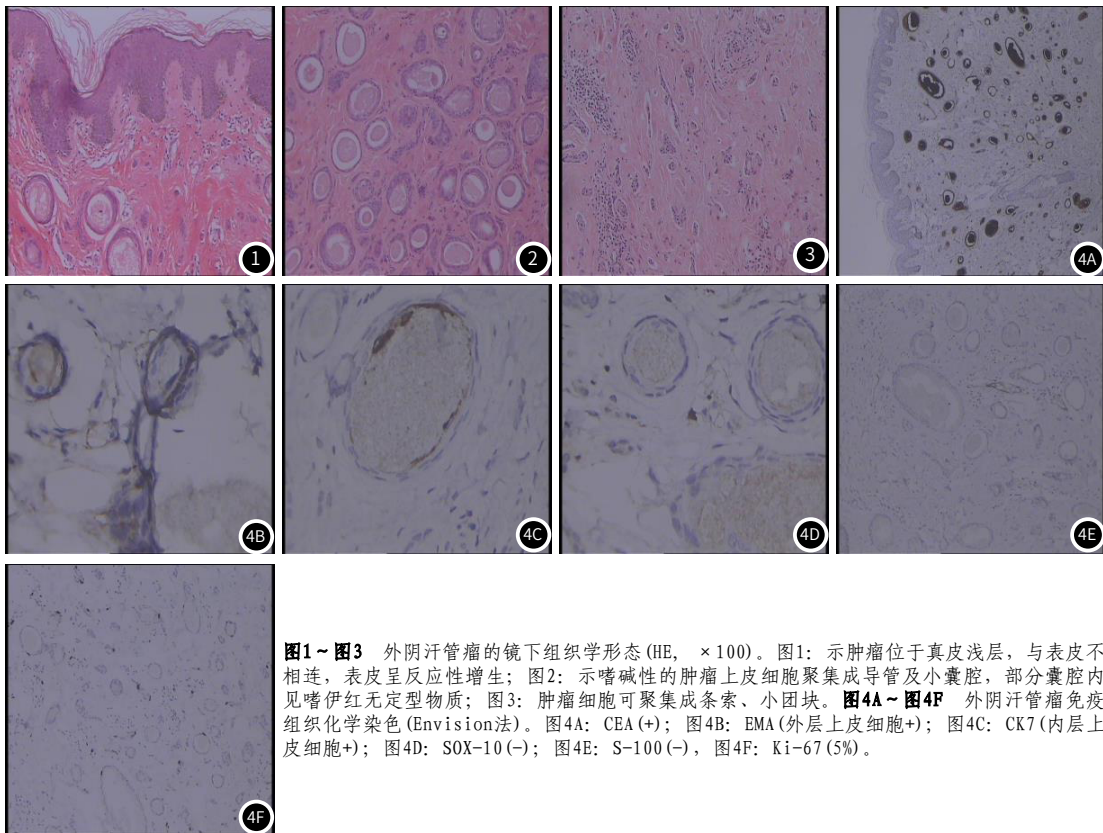 1
2
3
4A
4B
4C
4D
4E
4F
图1~图3 外阴汗管瘤的镜下组织学形态(HE, ×100)。图1: 示肿瘤位于真皮浅层, 与表皮不
相连, 表皮呈反应性增生; 图2: 示嗜碱性的肿瘤上皮细胞聚集成导管及小囊腔, 部分囊腔内
见嗜伊红无定型物质; 图3: 肿瘤细胞可聚集成条索、小团块。图4A~图4F 外阴汗管瘤免疫
组织化学染色(Envision法)。图4A: CEA(+); 图4B: EMA(外层上皮细胞+); 图4C: CK7(内层上
皮细胞+); 图4D: SOX-10(-); 图4E: S-100(-), 图4F: Ki-67(5%)。